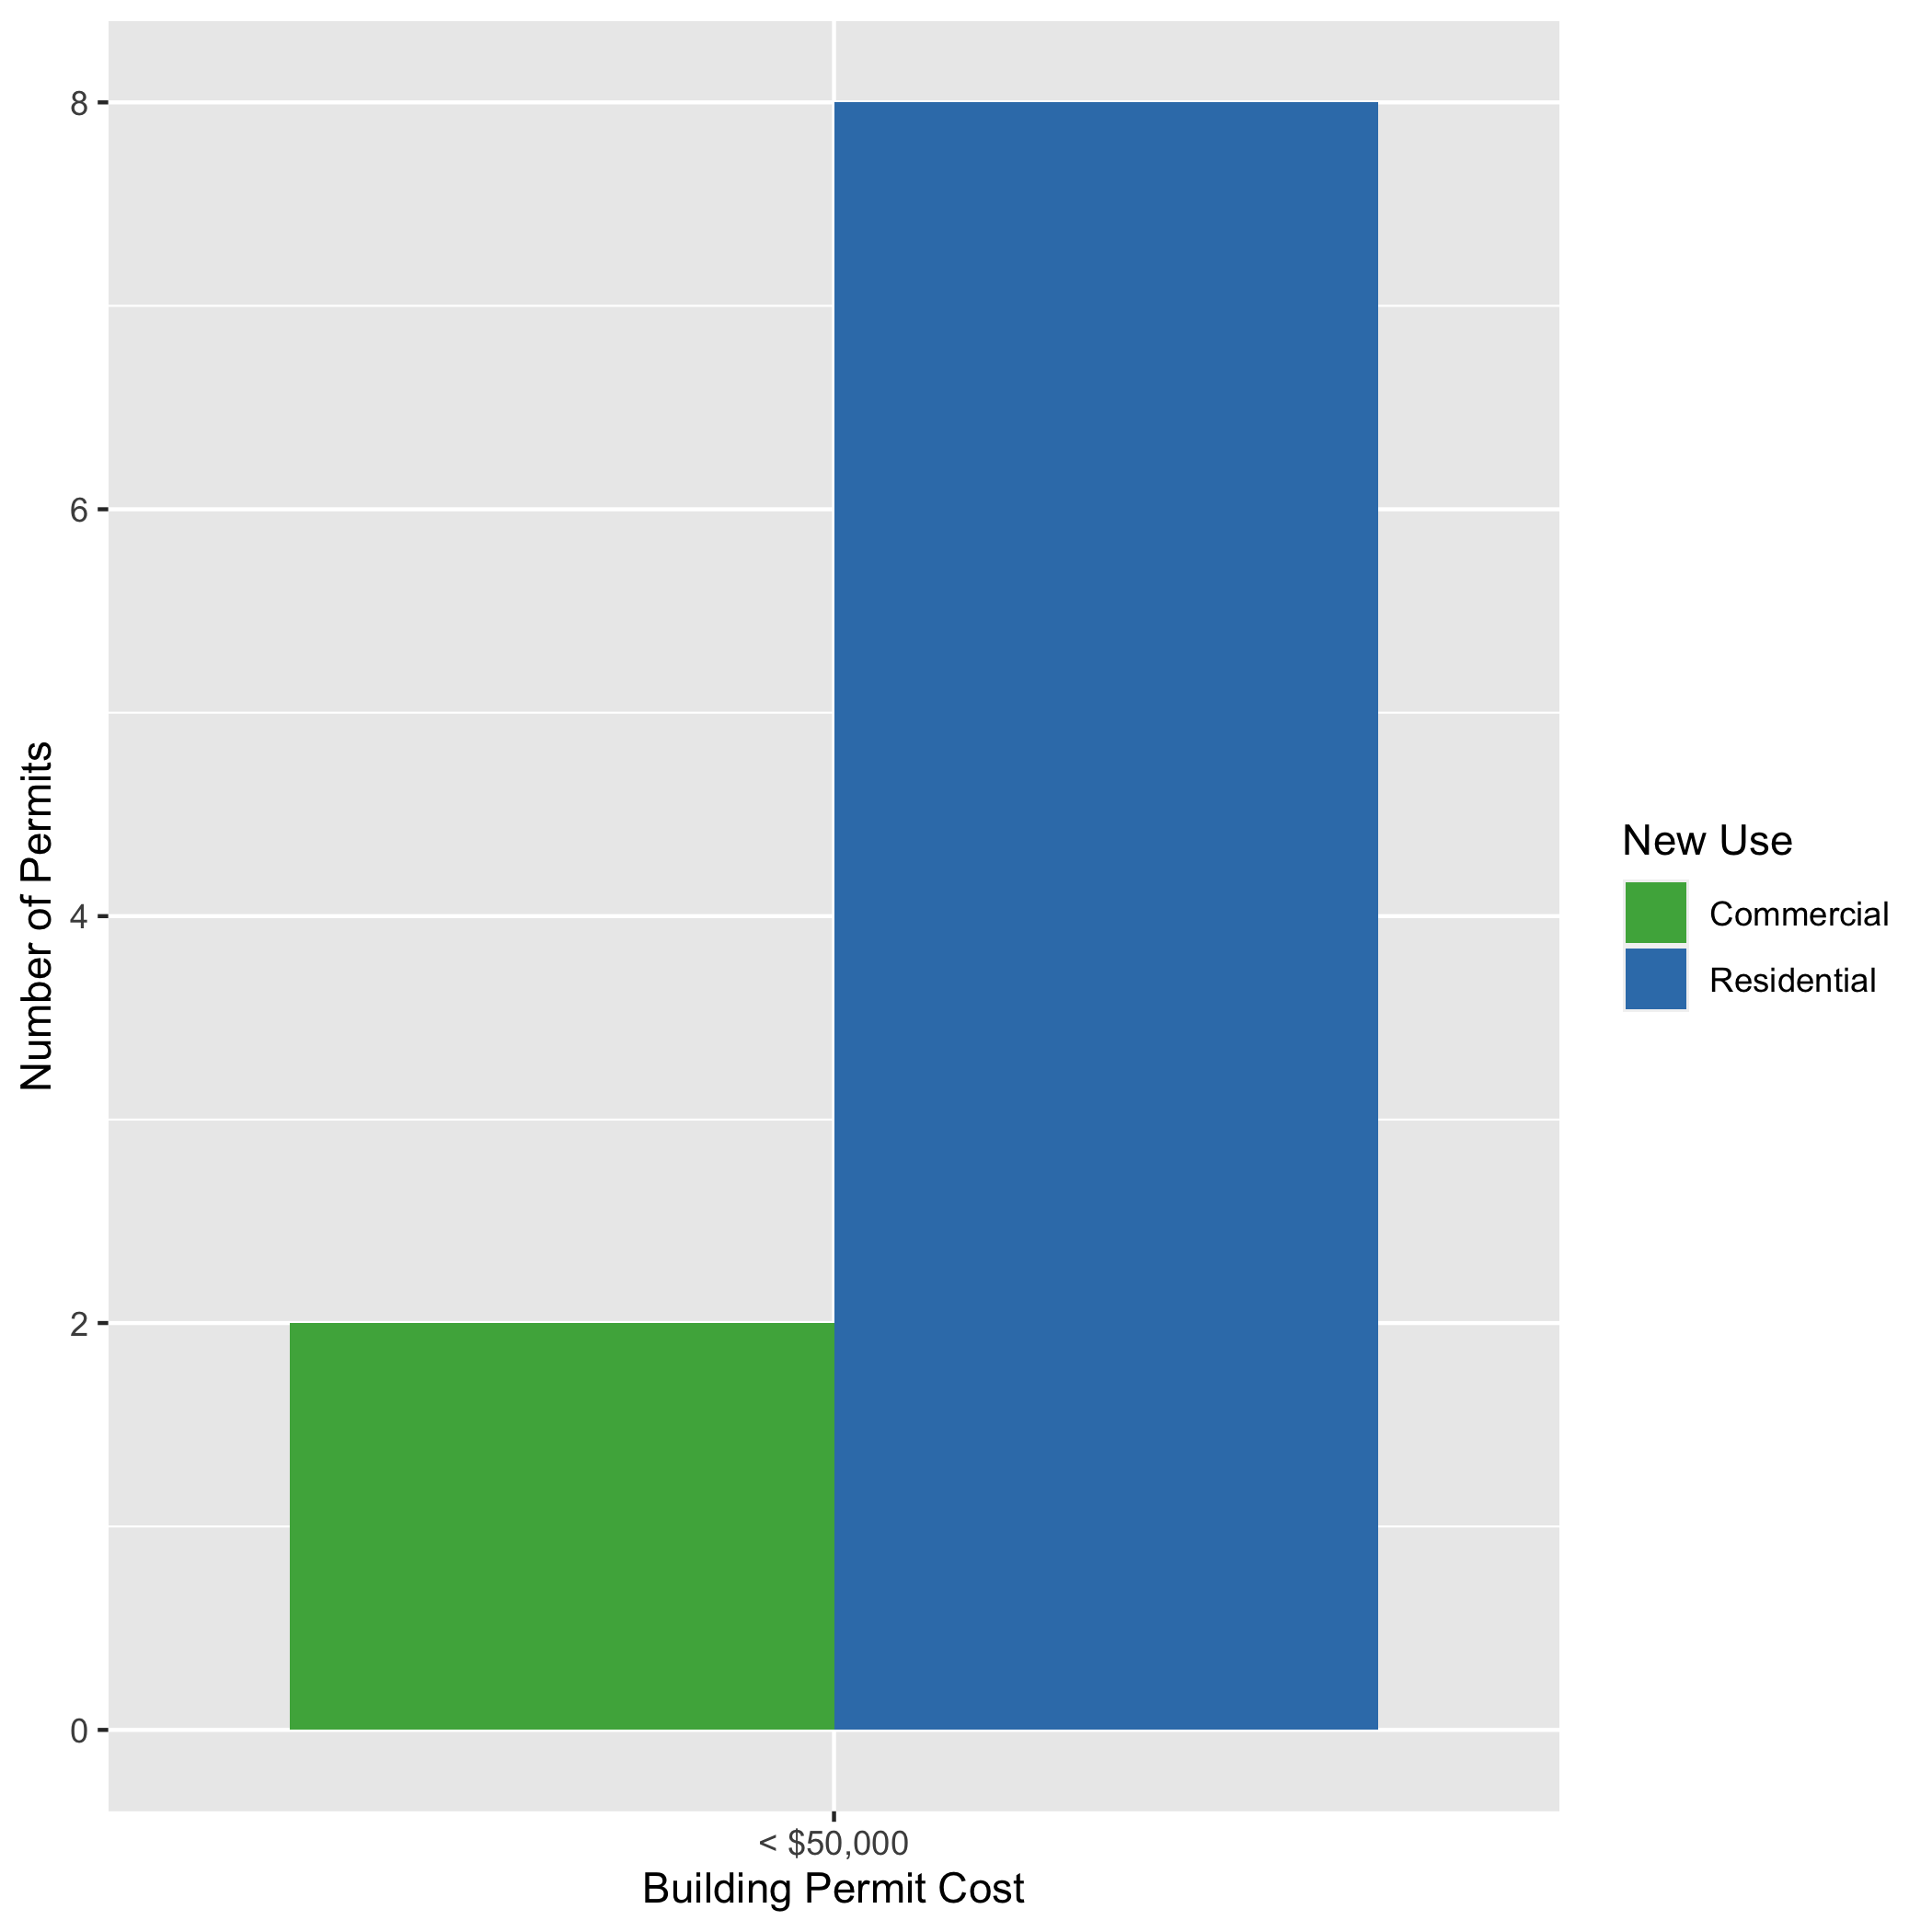 8
6
4
2
0
Number of Permits
< $50,000
Building Permit Cost
New Use
Commercial
Residential